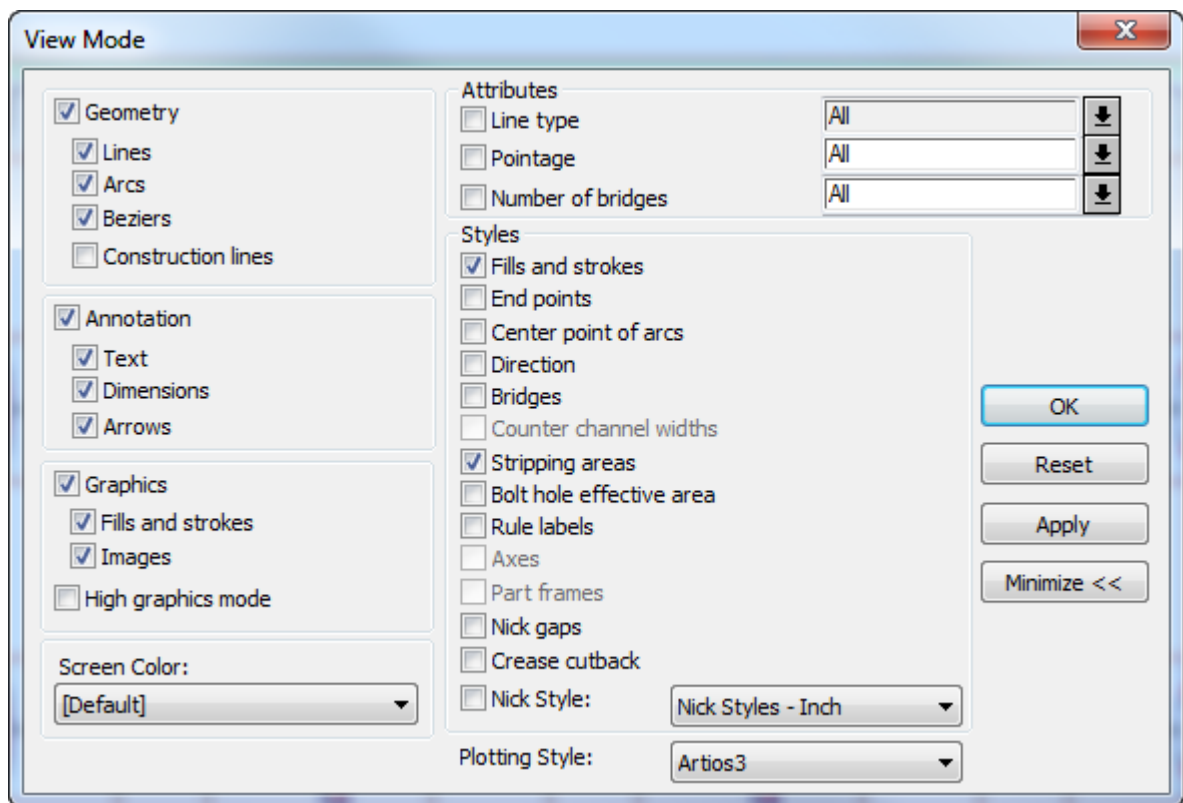 View Mode
Geometry
Lines
Arcs
Beziers
Construction lines
Annotation
Text
Dimensions
Arrows
Graphics
Fills and strokes
Images
High graphics mode
Screen Color:
[Default]
Attributes
Line type All
Pointage All
Number of bridges All
Styles
Fills and strokes
End points
Center point of arcs
Direction
Bridges
Counter channel widths
Stripping areas
Bolt hole effective area
Rule labels
Axes
Part frames
Nick gaps
Crease cutback
Nick Style: Nick Styles - Inch
Plotting Style: Artios3
OK
Reset
Apply
Minimize <<